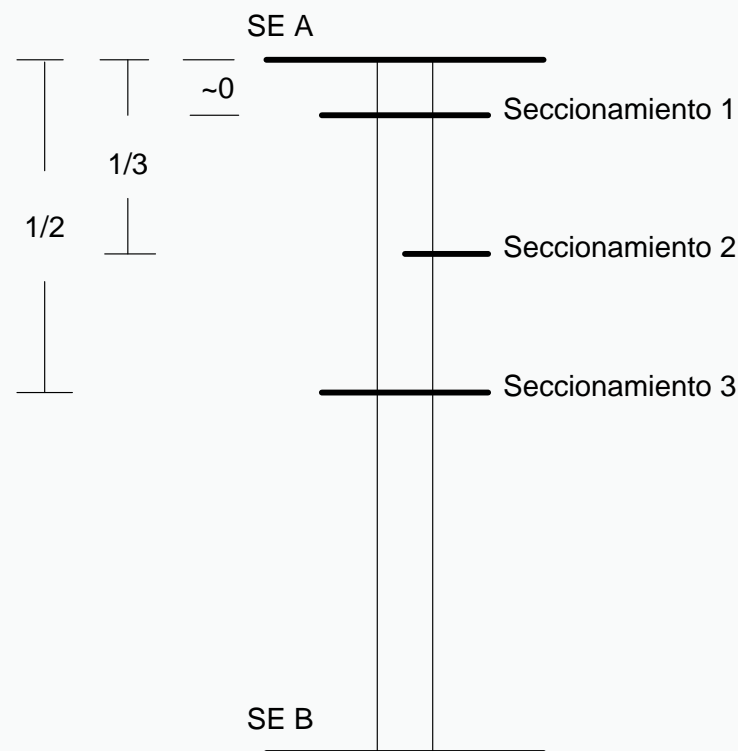 SE A
~0
Seccionamiento 1
1/3
1/2
Seccionamiento 2
Seccionamiento 3
SE B